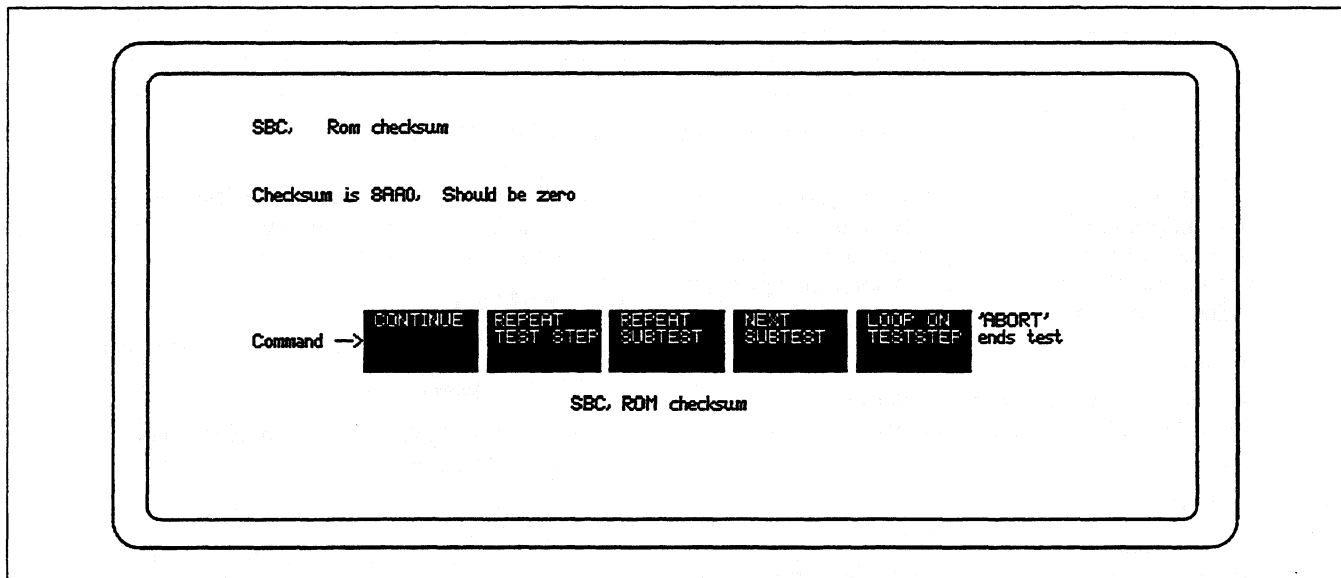 SBC,  Rom checksum
Checksum is 8AA0,  Should be zero
Command —> CONTINUE REPEAT TEST STEP REPEAT SUBTEST NEXT SUBTEST LOOP ON TESTSTEP 'ABORT' ends test
SBC, ROM checksum